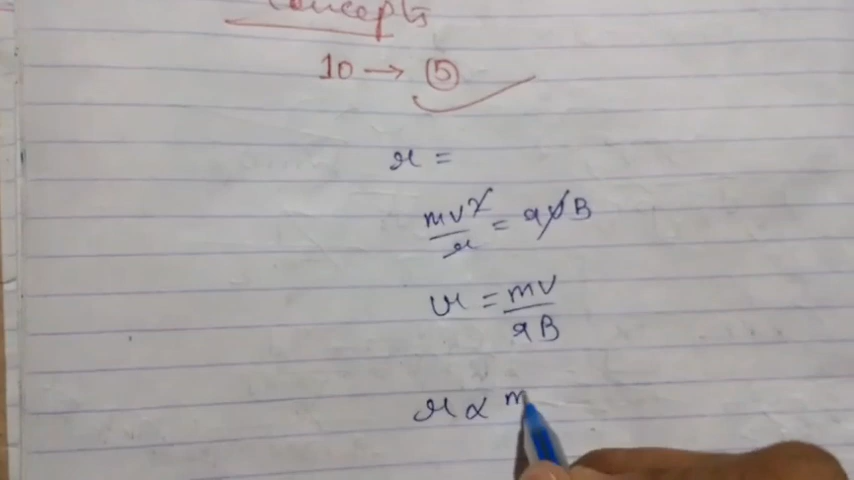 Concepts
10 → ⑤
r =
mv²/r = qvB
r = mv/qB
r ∝ m